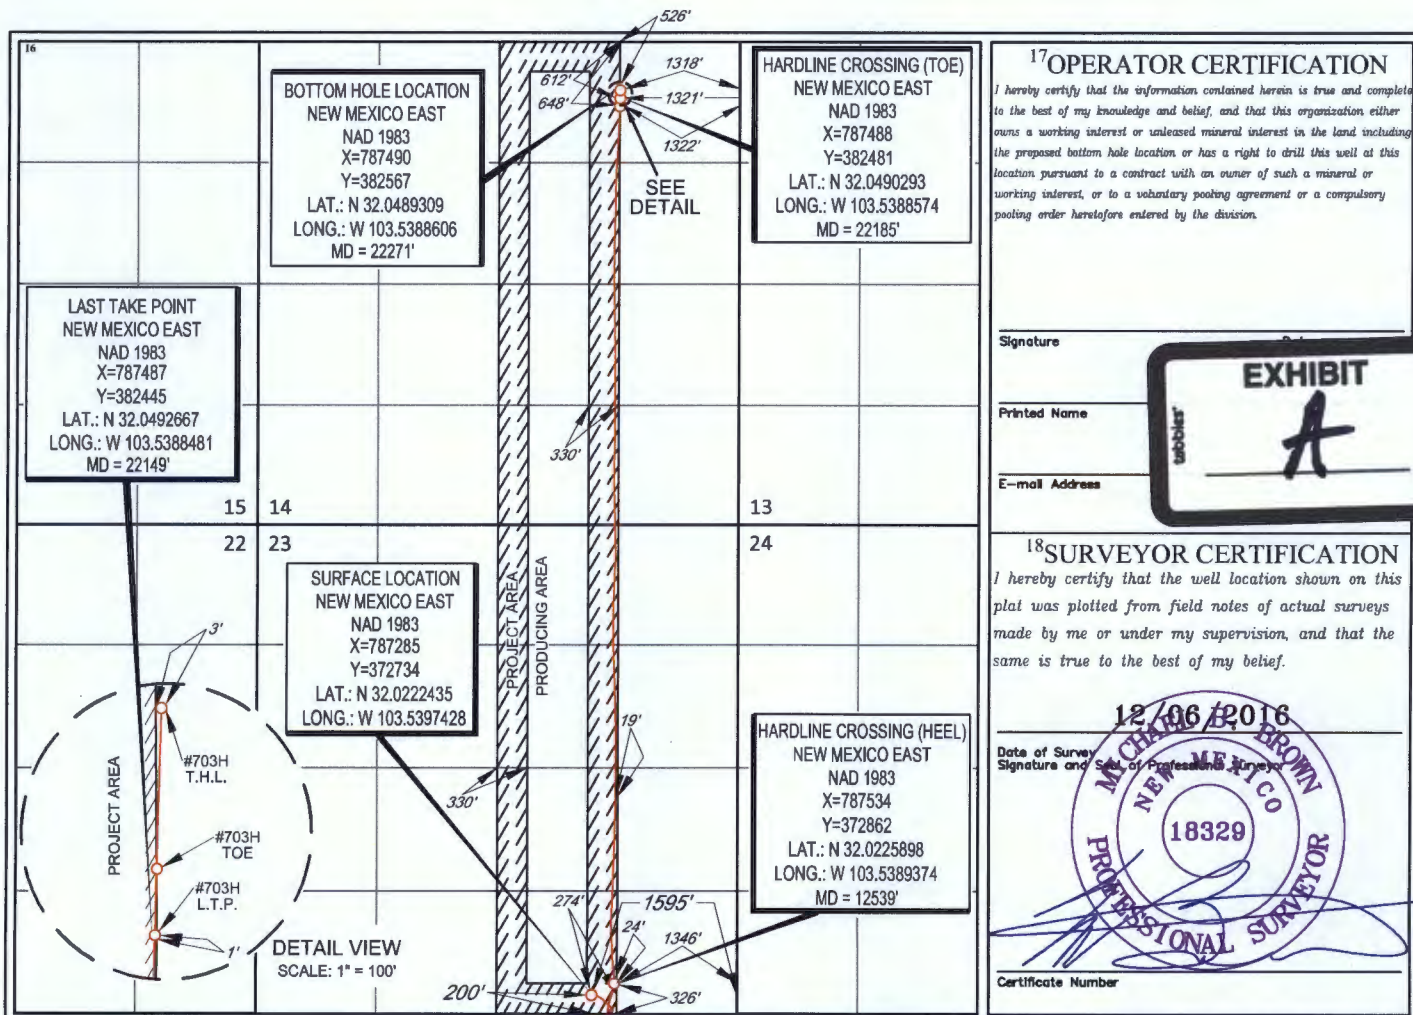 16
526'
1318'
612'
648'
1321'
1322'
BOTTOM HOLE LOCATION
NEW MEXICO EAST
NAD 1983
X=787490
Y=382567
LAT.: N 32.0489309
LONG.: W 103.5388606
MD = 22271'
HARDLINE CROSSING (TOE)
NEW MEXICO EAST
NAD 1983
X=787488
Y=382481
LAT.: N 32.0490293
LONG.: W 103.5388574
MD = 22185'
SEE
DETAIL
LAST TAKE POINT
NEW MEXICO EAST
NAD 1983
X=787487
Y=382445
LAT.: N 32.0492667
LONG.: W 103.5388481
MD = 22149'
330'
15
14
13
22
23
24
SURFACE LOCATION
NEW MEXICO EAST
NAD 1983
X=787285
Y=372734
LAT.: N 32.0222435
LONG.: W 103.5397428
PROJECT AREA
PRODUCING AREA
19'
330'
HARDLINE CROSSING (HEEL)
NEW MEXICO EAST
NAD 1983
X=787534
Y=372862
LAT.: N 32.0225898
LONG.: W 103.5389374
MD = 12539'
3'
#703H
T.H.L.
PROJECT AREA
#703H
TOE
#703H
L.T.P.
1'
DETAIL VIEW
SCALE: 1" = 100'
274'
1595'
24'
1346'
200'
326'
17 OPERATOR CERTIFICATION
I hereby certify that the information contained herein is true and complete
to the best of my knowledge and belief, and that this organization either
owns a working interest or unleased mineral interest in the land including
the proposed bottom hole location or has a right to drill this well at this
location pursuant to a contract with an owner of such a mineral or
working interest, or to a voluntary pooling agreement or a compulsory
pooling order heretofore entered by the division.
Signature
Printed Name
E-mail Address
EXHIBIT
A
tabbies'
18 SURVEYOR CERTIFICATION
I hereby certify that the well location shown on this
plat was plotted from field notes of actual surveys
made by me or under my supervision, and that the
same is true to the best of my belief.
12/06/2016
Date of Survey
Signature and Seal of Professional Surveyor
MICHAEL B. BROWN
NEW MEXICO
18329
PROFESSIONAL SURVEYOR
Certificate Number